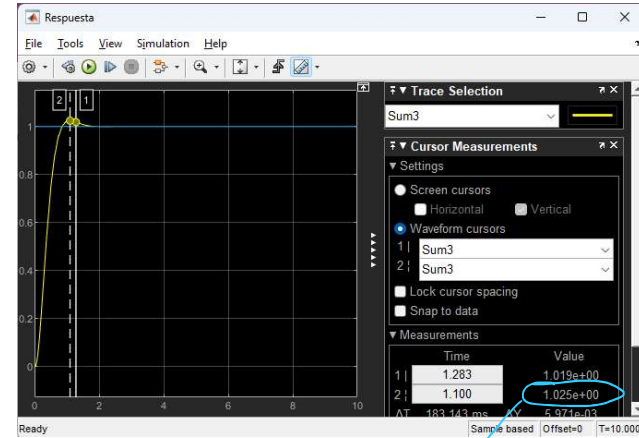 Respuesta
File Tools View Simulation Help
Trace Selection
Sum3
Cursor Measurements
Settings
Screen cursors
Horizontal Vertical
Waveform cursors
1 Sum3
2 Sum3
Lock cursor spacing
Snap to data
Measurements
Time Value
1 | 1.283 1.019e+00
2 ¦ 1.100 1.025e+00
ΔT 183.143 ms ΔY 5.971e-03
2 1
1
0.8
0.6
0.4
0.2
0
0 2 4 6 8 10
Ready Sample based Offset=0 T=10.000